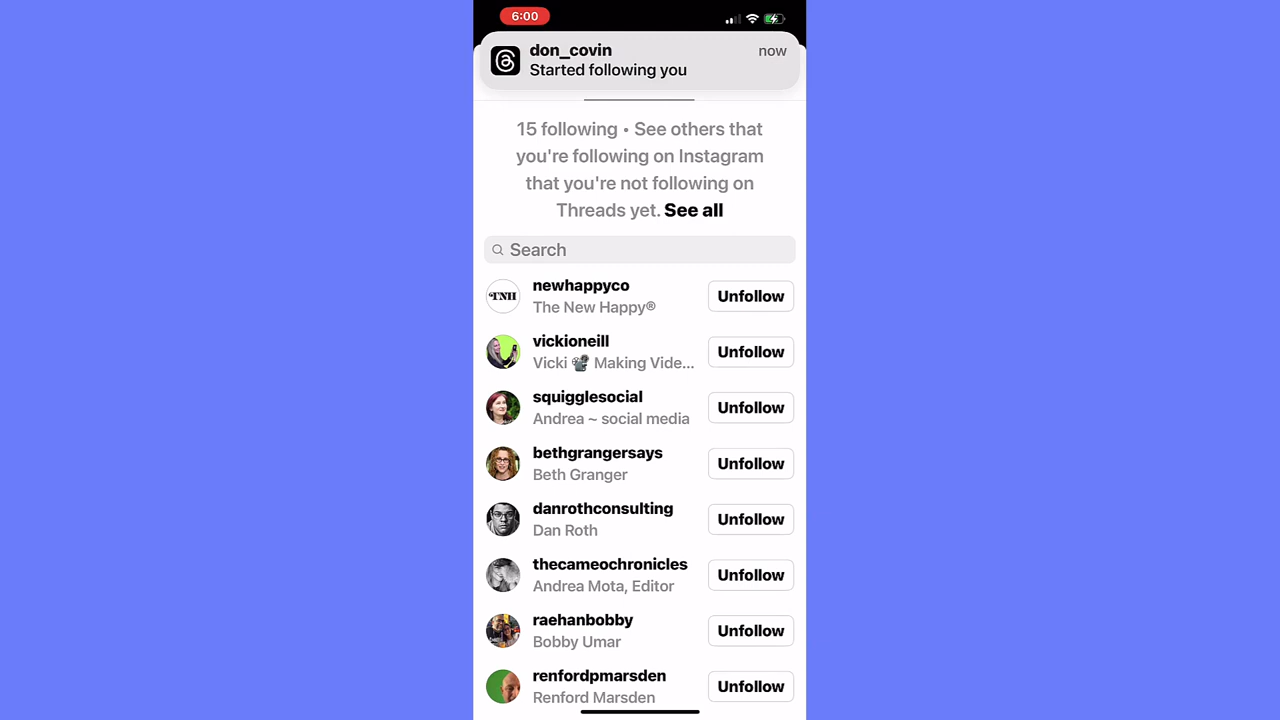 6:00
don_covin
now
Started following you
15 following • See others that
you're following on Instagram
that you're not following on
Threads yet. See all
Search
TNH
newhappyco
The New Happy®
Unfollow
vickioneill
Vicki 📽️ Making Vide...
Unfollow
squigglesocial
Andrea ~ social media
Unfollow
bethgrangersays
Beth Granger
Unfollow
danrothconsulting
Dan Roth
Unfollow
thecameochronicles
Andrea Mota, Editor
Unfollow
raehanbobby
Bobby Umar
Unfollow
renfordpmarsden
Renford Marsden
Unfollow